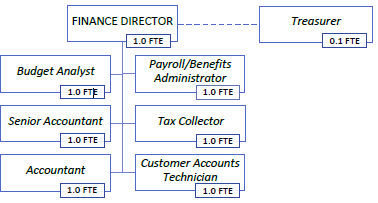 FINANCE DIRECTOR
1.0 FTE
Treasurer
0.1 FTE
Budget Analyst
1.0 FTE
Payroll/Benefits
Administrator
1.0 FTE
Senior Accountant
1.0 FTE
Tax Collector
1.0 FTE
Accountant
1.0 FTE
Customer Accounts
Technician
1.0 FTE